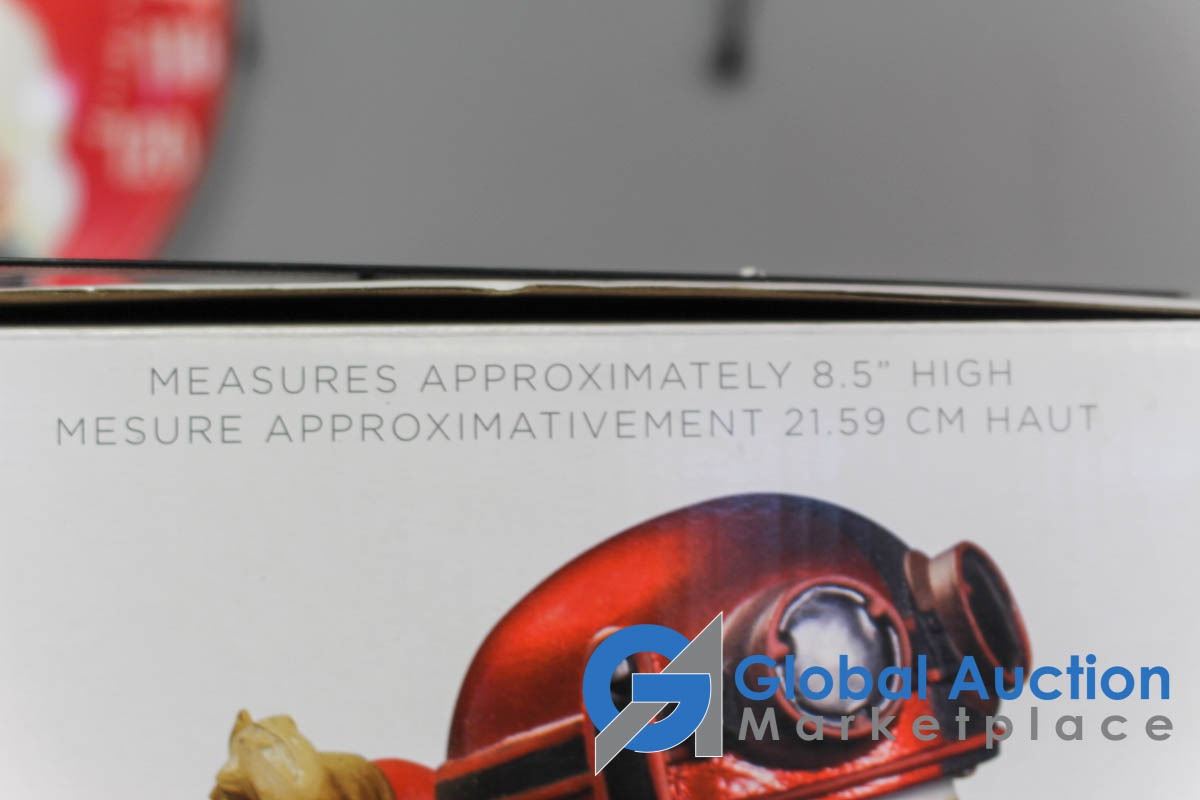 MEASURES APPROXIMATELY 8.5” HIGH
MESURE APPROXIMATIVEMENT 21.59 CM HAUT
Global Auction
Marketplace